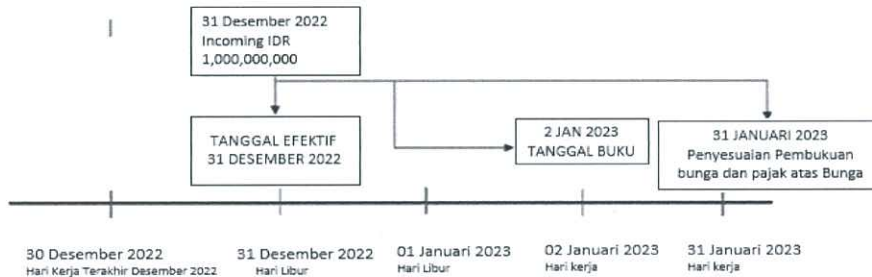 31 Desember 2022
Incoming IDR
1,000,000,000
TANGGAL EFEKTIF
31 DESEMBER 2022
2 JAN 2023
TANGGAL BUKU
31 JANUARI 2023
Penyesuaian Pembukuan
bunga dan pajak atas Bunga
30 Desember 2022
Hari Kerja Terakhir Desember 2022
31 Desember 2022
Hari Libur
01 Januari 2023
Hari Libur
02 Januari 2023
Hari kerja
31 Januari 2023
Hari kerja